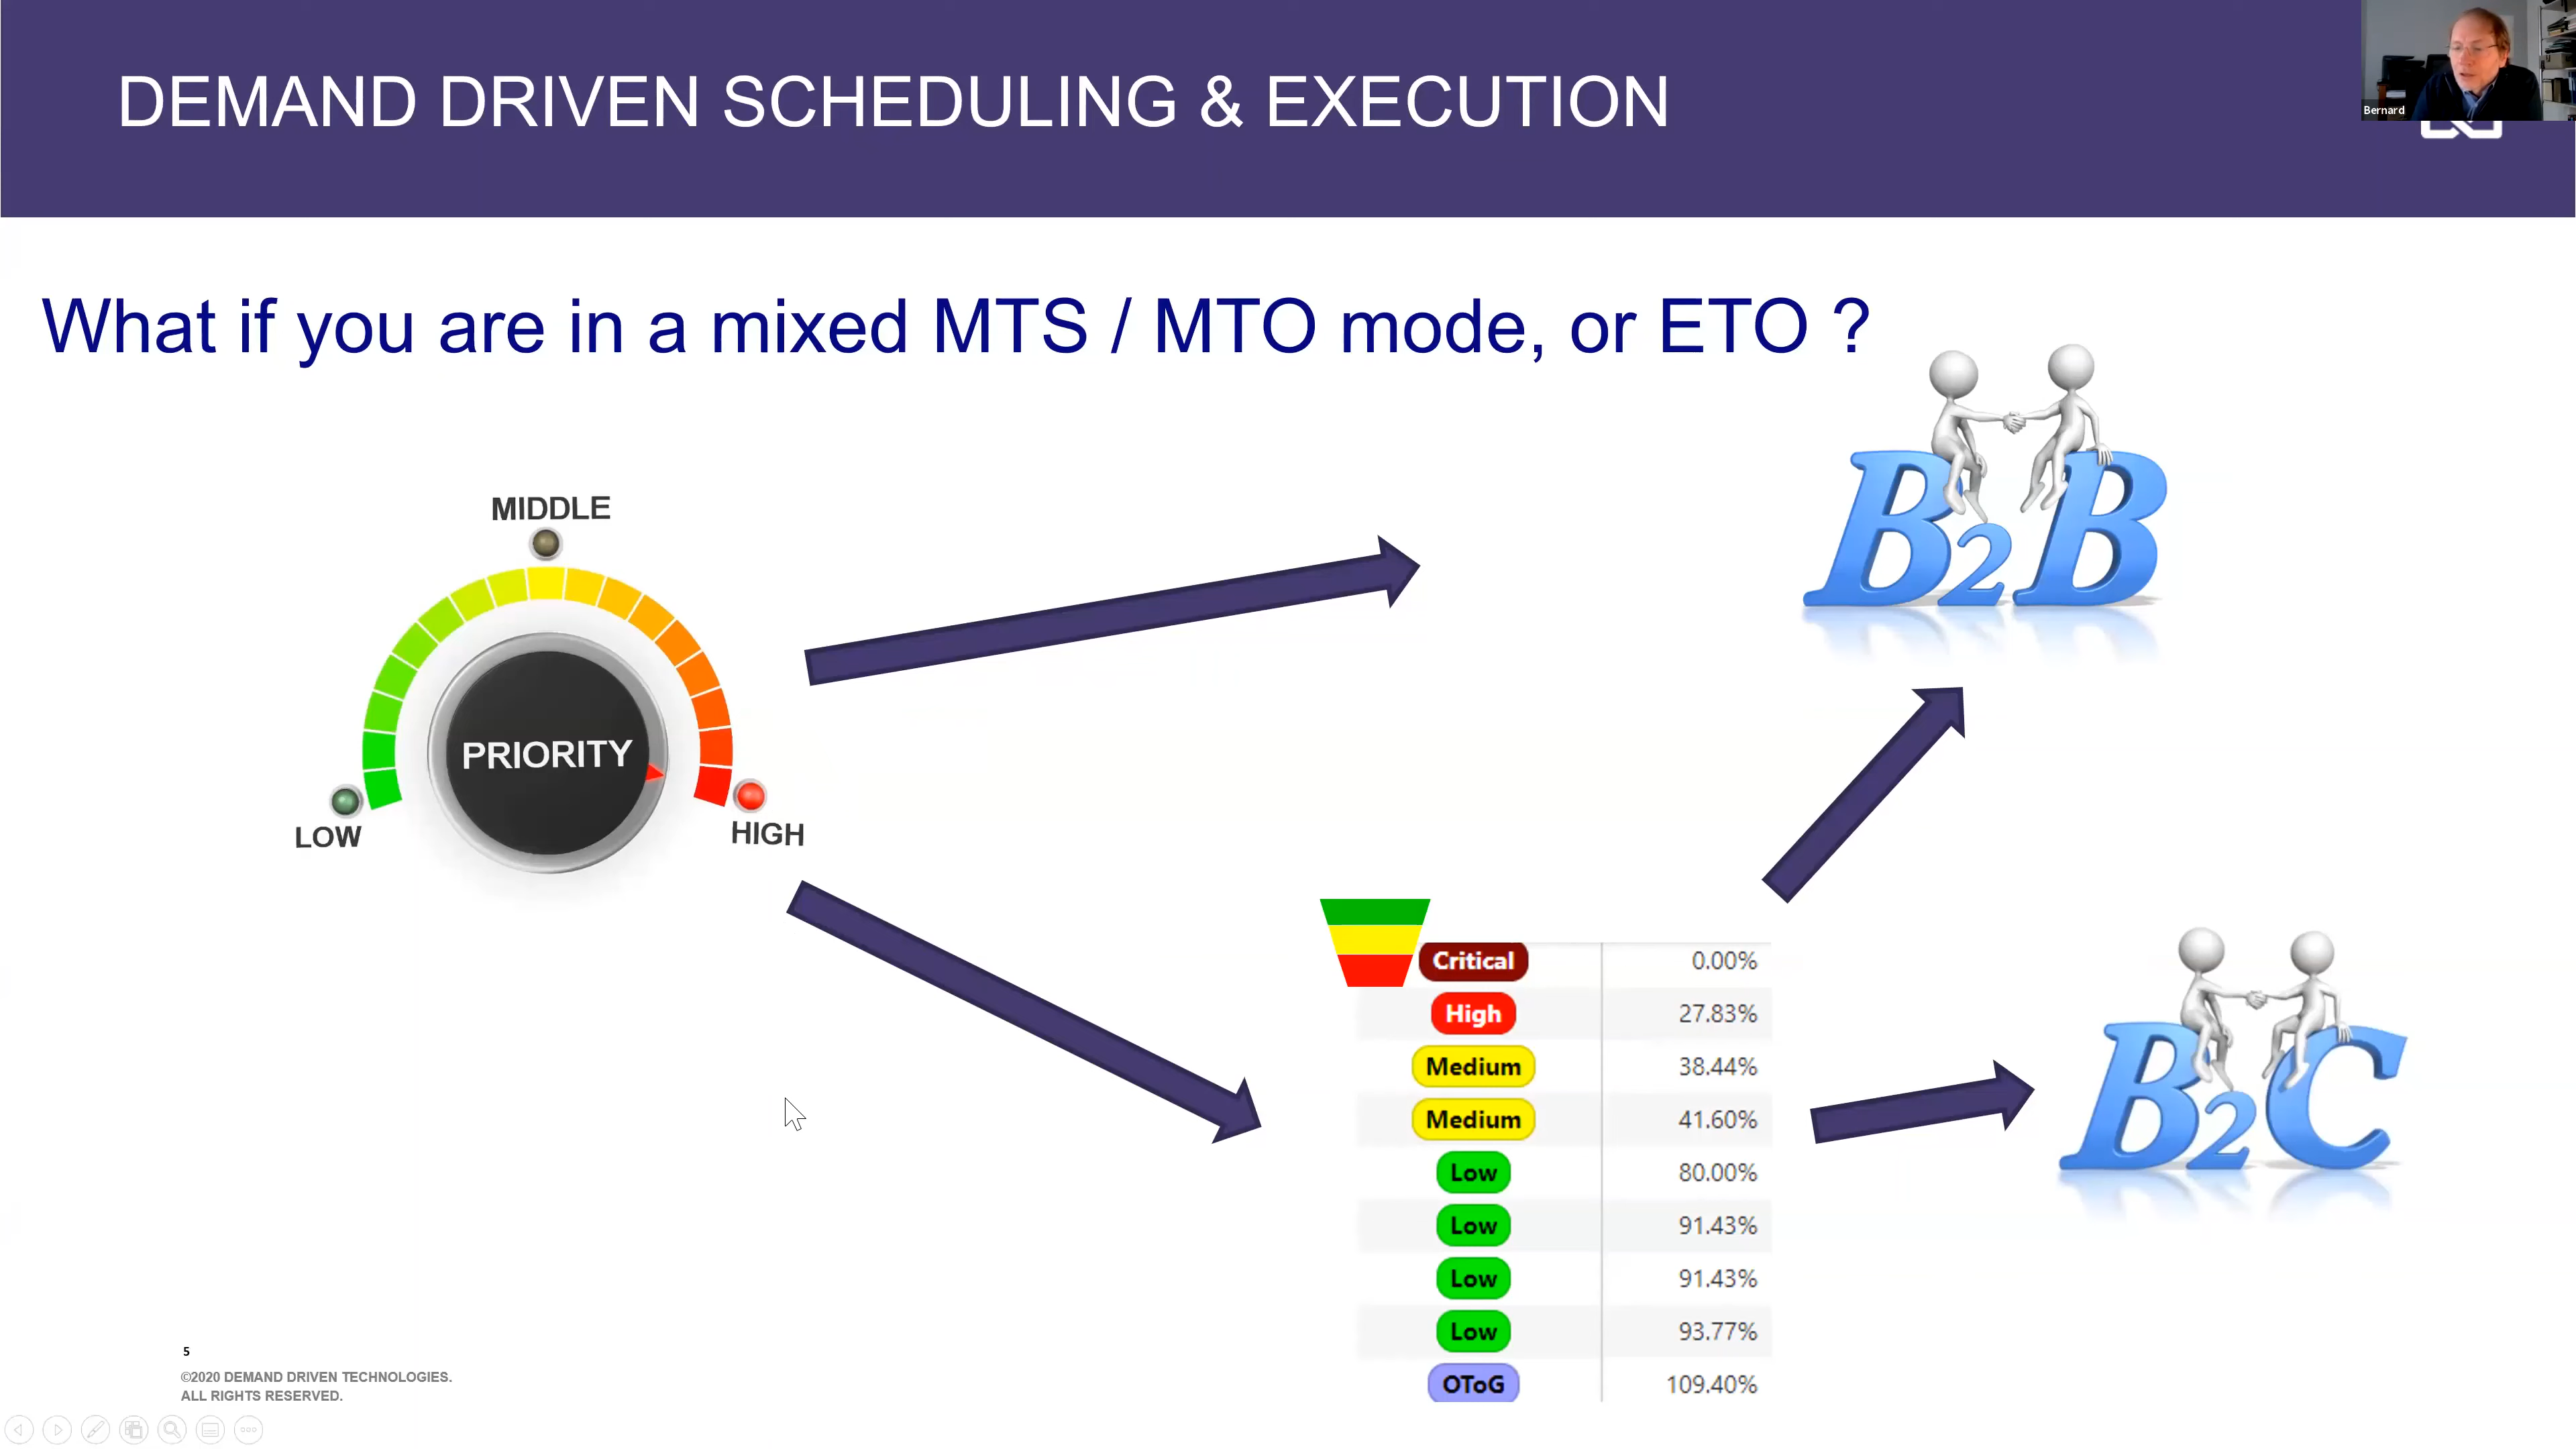 DEMAND DRIVEN SCHEDULING & EXECUTION
Bernard
What if you are in a mixed MTS / MTO mode, or ETO ?
B2B
MIDDLE
PRIORITY
LOW
HIGH
Critical 0.00%
High 27.83%
Medium 38.44%
Medium 41.60%
Low 80.00%
Low 91.43%
Low 91.43%
Low 93.77%
OToG 109.40%
B2C
5
©2020 DEMAND DRIVEN TECHNOLOGIES.
ALL RIGHTS RESERVED.